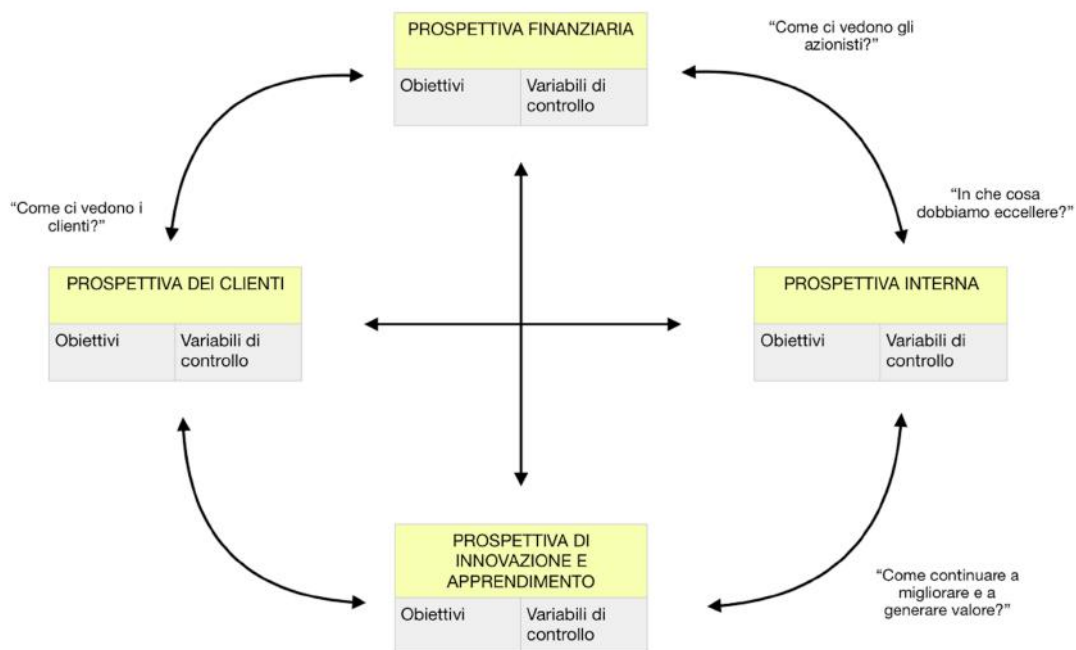 PROSPETTIVA FINANZIARIA
Obiettivi
Variabili di
controllo
“Come ci vedono gli
azionisti?”
“Come ci vedono i
clienti?”
“In che cosa
dobbiamo eccellere?”
PROSPETTIVA DEI CLIENTI
Obiettivi
Variabili di
controllo
PROSPETTIVA INTERNA
Obiettivi
Variabili di
controllo
PROSPETTIVA DI
INNOVAZIONE E
APPRENDIMENTO
Obiettivi
Variabili di
controllo
“Come continuare a
migliorare e a
generare valore?”